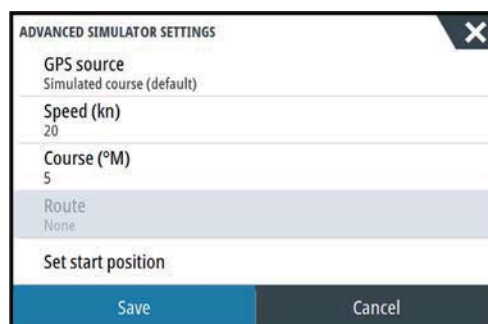 ADVANCED SIMULATOR SETTINGS
GPS source
Simulated course (default)
Speed (kn)
20
Course (°M)
5
Route
None
Set start position
Save Cancel